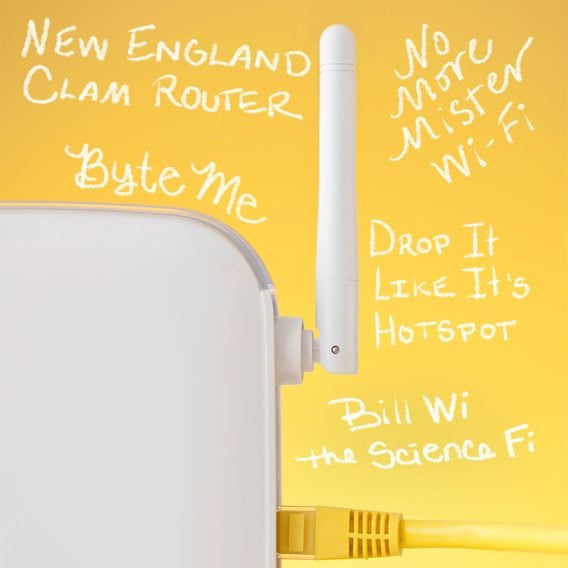 New England
Clam Router
No
More
Mister
Wi-Fi
Byte Me
Drop It
Like It's
Hotspot
Bill Wi
the Science Fi